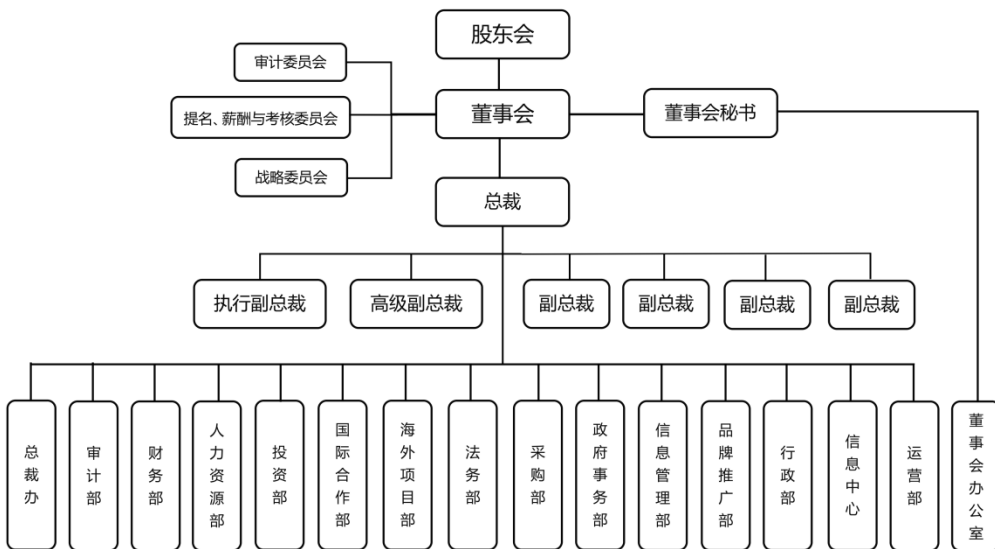 股东会
审计委员会
提名、薪酬与考核委员会
战略委员会
董事会
董事会秘书
总裁
执行副总裁
高级副总裁
副总裁
副总裁
副总裁
副总裁
总裁办
审计部
财务部
人力资源部
投资部
国际合作部
海外项目部
法务部
采购部
政府事务部
信息管理部
品牌推广部
行政部
信息中心
运营部
董事会办公室